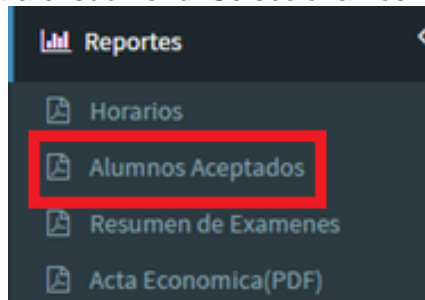 Reportes
Horarios
Alumnos Aceptados
Resumen de Examenes
Acta Economica(PDF)